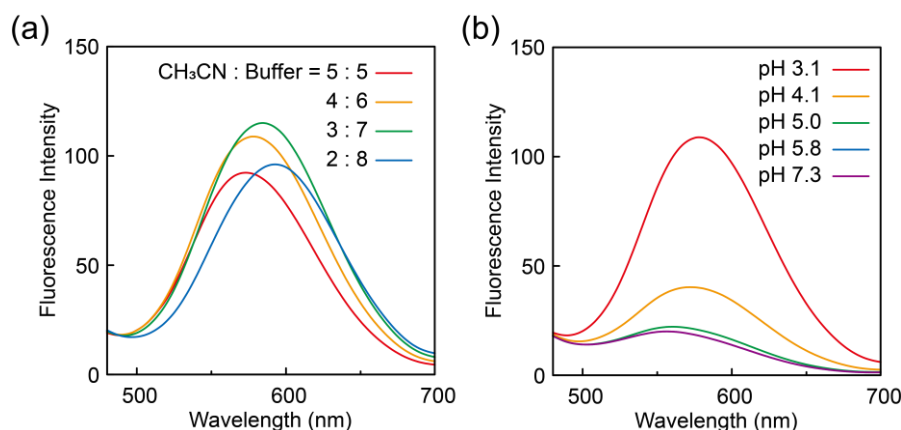 (a)
150
100
50
0
Fluorescence Intensity
CH₃CN : Buffer = 5 : 5
4 : 6
3 : 7
2 : 8
500 600 700
Wavelength (nm)
(b)
150
100
50
0
Fluorescence Intensity
pH 3.1
pH 4.1
pH 5.0
pH 5.8
pH 7.3
500 600 700
Wavelength (nm)